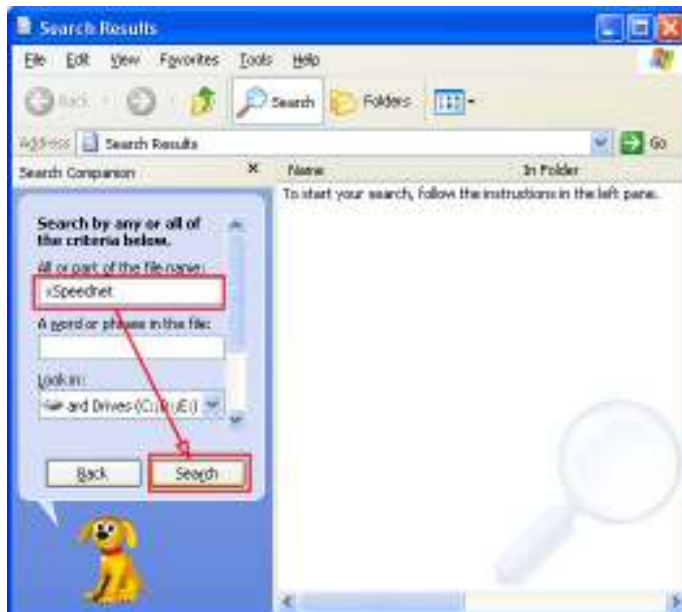 Search Results
File Edit View Favorites Tools Help
Back Search Folders
Address Search Results Go
Search Companion
Name In Folder
To start your search, follow the instructions in the left pane.
Search by any or all of
the criteria below.
All or part of the file name:
Speednet
A word or phrase in the file:
Look in:
ard Drives (C:;D:;E:)
Back Search